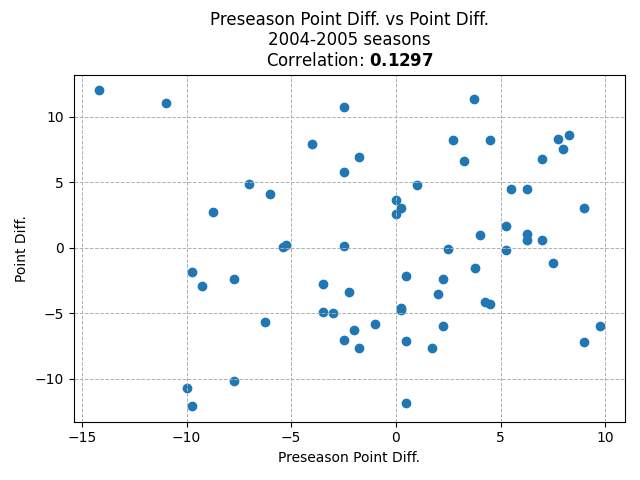 Preseason Point Diff. vs Point Diff.
2004-2005 seasons
Correlation: 0.1297
Point Diff.
10
5
0
−5
−10
−15
−10
−5
0
5
10
Preseason Point Diff.